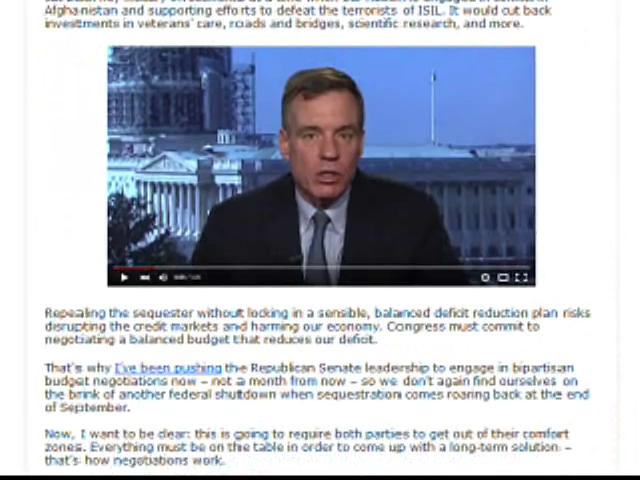 Afghanistan and supporting efforts to defeat the terrorists of ISIL. It would cut back
investments in veterans' care, roads and bridges, scientific research, and more.
Repealing the sequester without locking in a sensible, balanced deficit reduction plan risks
disrupting the credit markets and harming our economy. Congress must commit to
negotiating a balanced budget that reduces our deficit.
That's why I've been pushing the Republican Senate leadership to engage in bipartisan
budget negotiations now – not a month from now – so we don't again find ourselves on
the brink of another federal shutdown when sequestration comes roaring back at the end
of September.
Now, I want to be clear: this is going to require both parties to get out of their comfort
zones. Everything must be on the table in order to come up with a long-term solution –
that's how negotiations work.